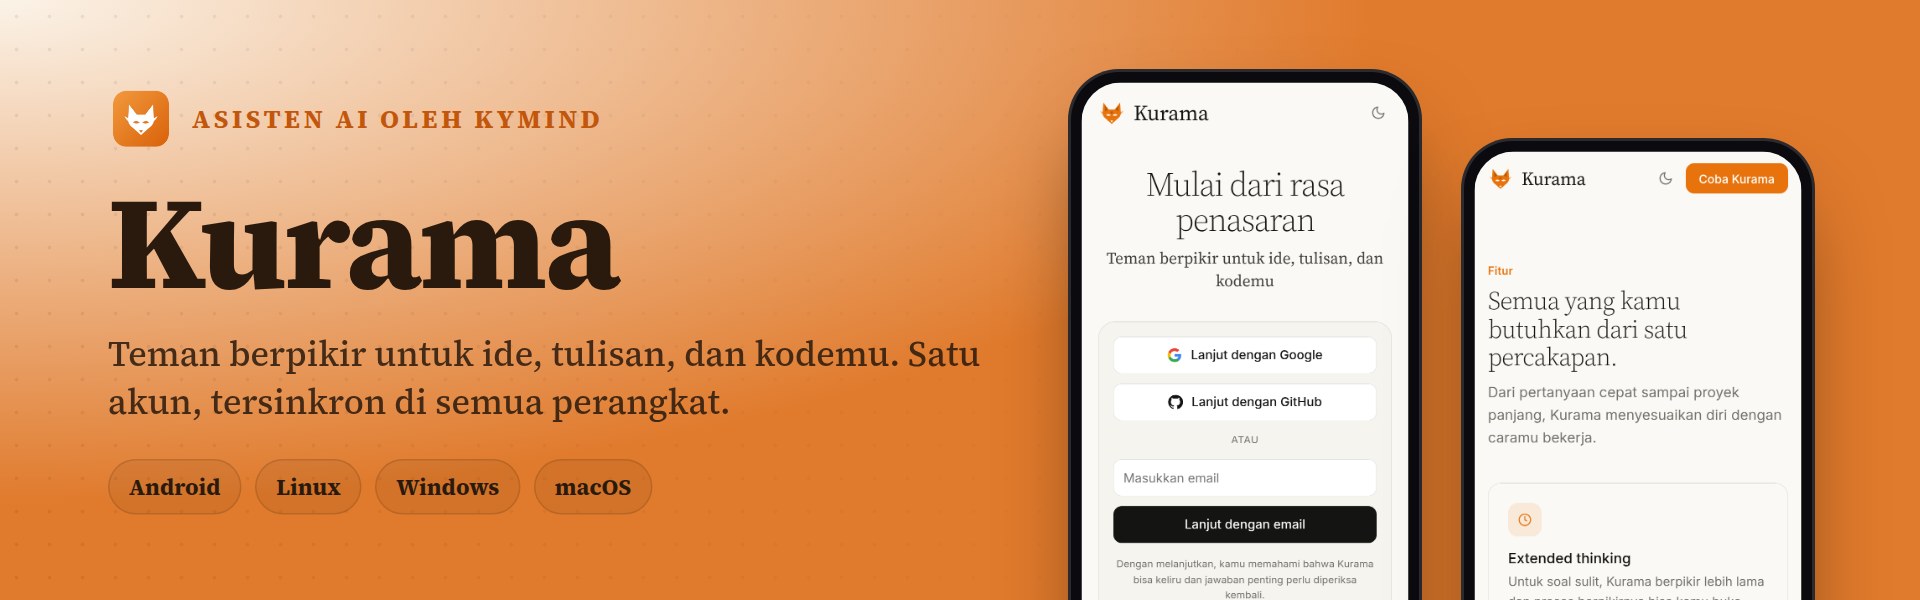 ASISTEN AI OLEH KYMIND
Kurama
Teman berpikir untuk ide, tulisan, dan kodemu. Satu
akun, tersinkron di semua perangkat.
Android
Linux
Windows
macOS
Kurama
Mulai dari rasa
penasaran
Teman berpikir untuk ide, tulisan, dan
kodemu
Lanjut dengan Google
Lanjut dengan GitHub
ATAU
Masukkan email
Lanjut dengan email
Dengan melanjutkan, kamu memahami bahwa Kurama
bisa keliru dan jawaban penting perlu diperiksa
kembali.
Kurama
Coba Kurama
Fitur
Semua yang kamu
butuhkan dari satu
percakapan.
Dari pertanyaan cepat sampai proyek
panjang, Kurama menyesuaikan diri dengan
caramu bekerja.
Extended thinking
Untuk soal sulit, Kurama berpikir lebih lama